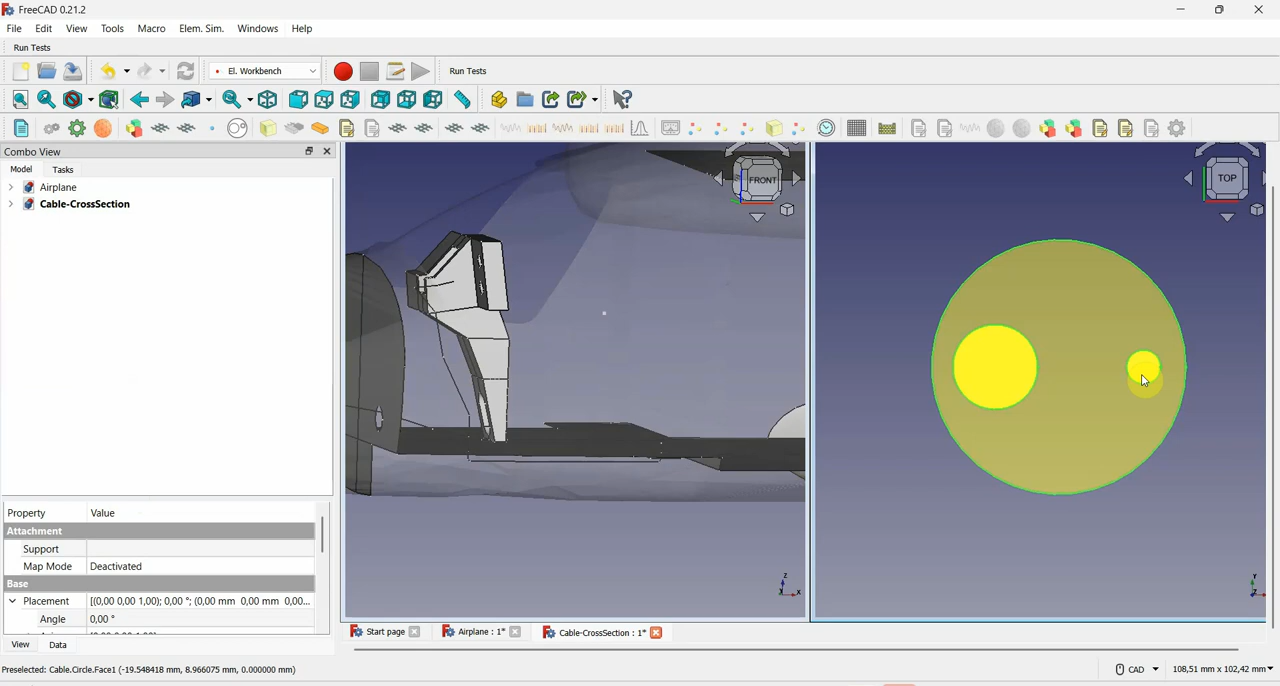 FreeCAD 0.21.2
File Edit View Tools Macro Elem. Sim. Windows Help
Run Tests
El. Workbench Run Tests
Combo View
Model Tasks
Airplane
Cable-CrossSection
FRONT
TOP
Property Value
Attachment
Support
Map Mode Deactivated
Base
Placement [(0,00 0,00 1,00); 0,00 °; (0,00 mm 0,00 mm 0,00...
Angle 0,00 °
z
x
Y
View Data
Start page Airplane : 1* Cable-CrossSection : 1*
Preselected: Cable.Circle.Face1 (-19.548418 mm, 8.966075 mm, 0.000000 mm) CAD 108,51 mm x 102,42 mm